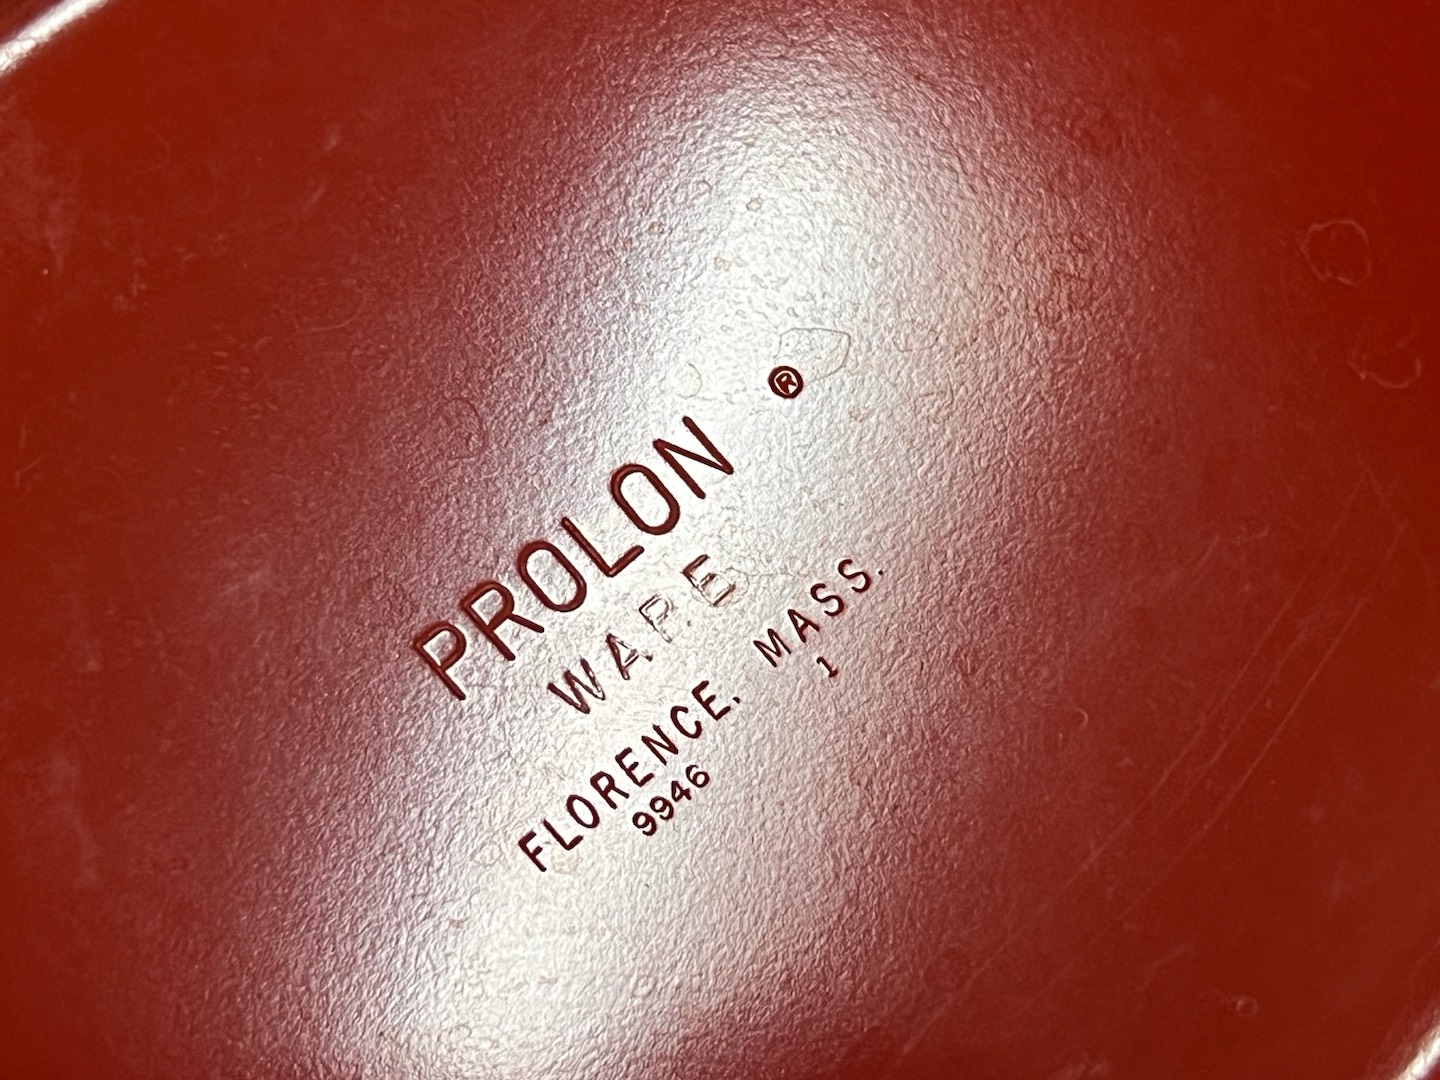 PROLON ®
WARE
FLORENCE, MASS.
9946 1